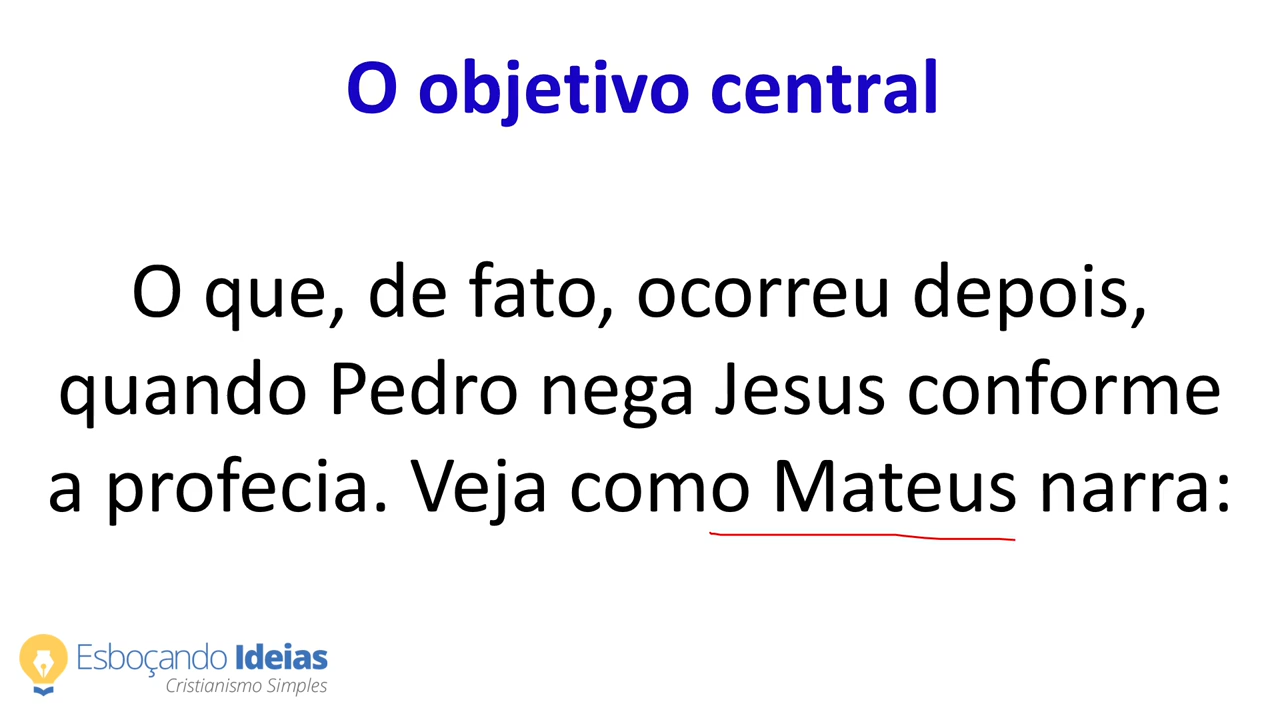 O objetivo central
O que, de fato, ocorreu depois,
quando Pedro nega Jesus conforme
a profecia. Veja como Mateus narra:
Esboçando Ideias
Cristianismo Simples